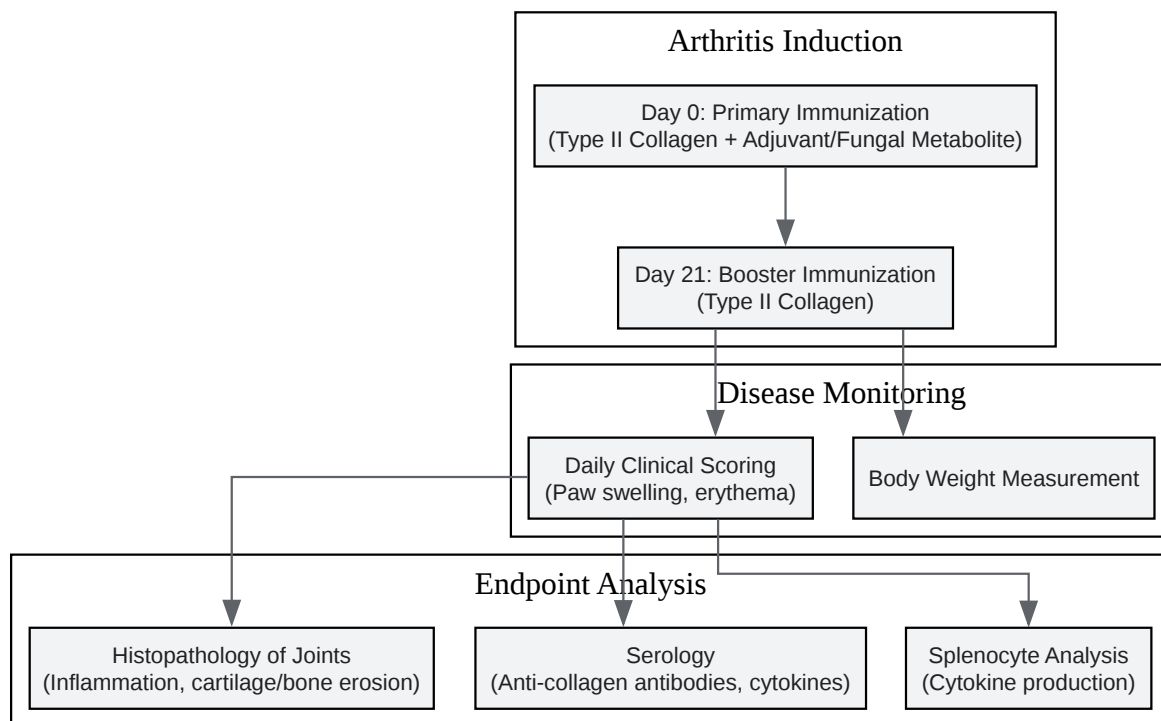 Arthritis Induction
Day 0: Primary Immunization
(Type II Collagen + Adjuvant/Fungal Metabolite)
Day 21: Booster Immunization
(Type II Collagen)
Disease Monitoring
Daily Clinical Scoring
(Paw swelling, erythema)
Body Weight Measurement
Endpoint Analysis
Histopathology of Joints
(Inflammation, cartilage/bone erosion)
Serology
(Anti-collagen antibodies, cytokines)
Splenocyte Analysis
(Cytokine production)